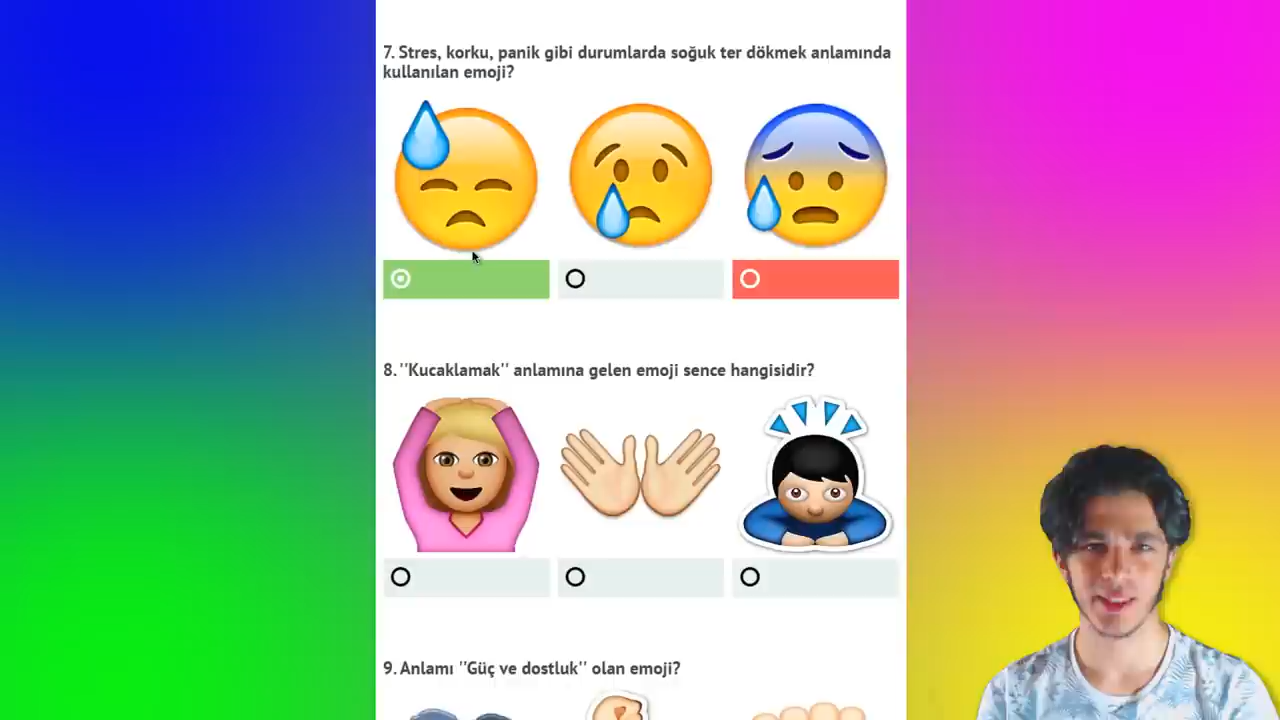 7. Stres, korku, panik gibi durumlarda soğuk ter dökmek anlamında
kullanılan emoji?
8. ''Kucaklamak'' anlamına gelen emoji sence hangisidir?
9. Anlamı ''Güç ve dostluk'' olan emoji?